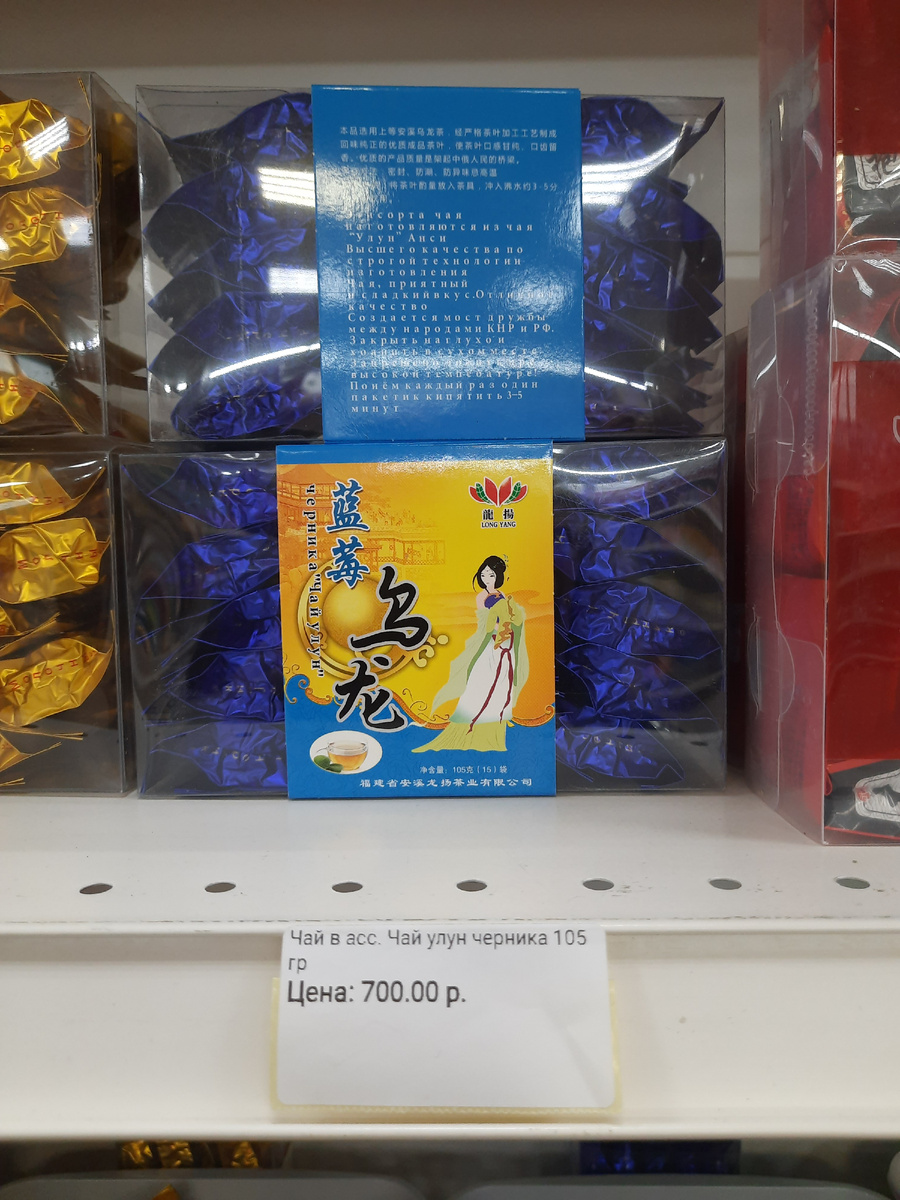 本品选用上等安溪乌龙茶，经严格茶叶加工工艺制成
回味纯正的优质成品茶叶，使茶叶口感甘纯，口齿留
香。优质的产品质量是架起中俄人民的桥梁。
密封、防潮、防异味忌高温
将茶叶酌量放入茶具，冲入沸水约3-5分
сорта чая
изготовляются из чая
"Улун" Анси
Высшего качества по
строгой технологии
изготовления
Чая, приятный
и сладкий вкус.
качество
Создается мост дружбы
между народами КНР и РФ.
Закрыть наглухо и
хранить в сухом месте.
высокой температуре!
Понём каждый раз один
пакетик кипятить 3-5
минут
蓝莓
черника"чай улун"
乌龙
龍揚
LONG YANG
净含量：105克（15）袋
福建省安溪龙扬茶业有限公司
Чай в асс. Чай улун черника 105
гр
Цена: 700.00 р.